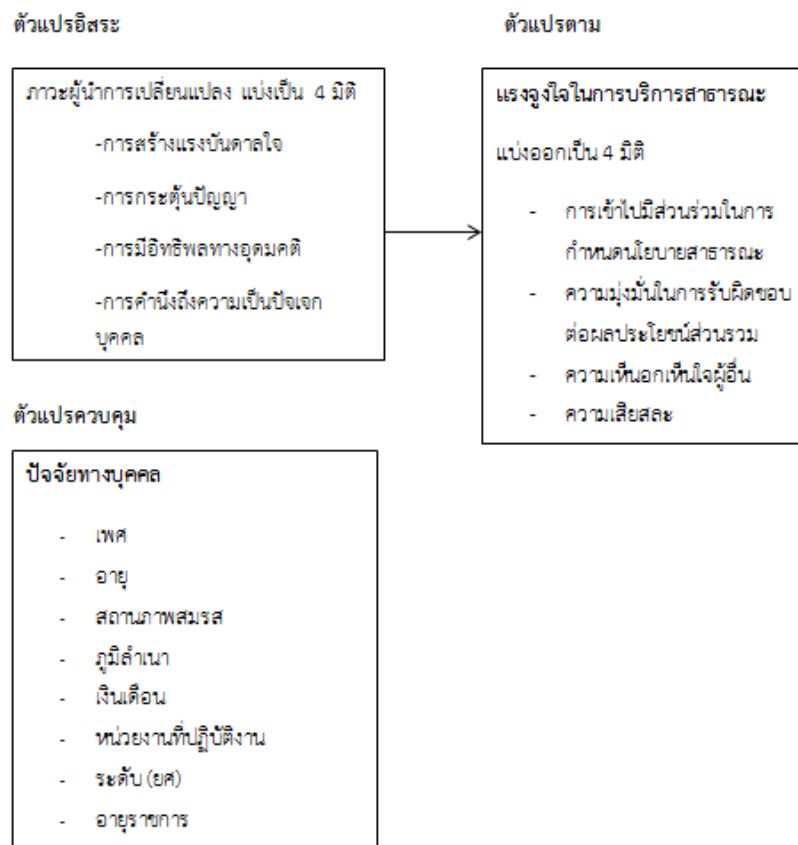 ตัวแปรอิสระ
ภาวะผู้นำการเปลี่ยนแปลง แบ่งเป็น 4 มิติ
-การสร้างแรงบันดาลใจ
-การกระตุ้นปัญญา
-การมีอิทธิพลทางอุดมคติ
-การคำนึงถึงความเป็นปัจเจก
บุคคล
ตัวแปรตาม
แรงจูงใจในการบริการสาธารณะ
แบ่งออกเป็น 4 มิติ
- การเข้าไปมีส่วนร่วมในการ
กำหนดนโยบายสาธารณะ
- ความมุ่งมั่นในการรับผิดชอบ
ต่อผลประโยชน์ส่วนรวม
- ความเห็นอกเห็นใจผู้อื่น
- ความเสียสละ
ตัวแปรควบคุม
ปัจจัยทางบุคคล
- เพศ
- อายุ
- สถานภาพสมรส
- ภูมิลำเนา
- เงินเดือน
- หน่วยงานที่ปฏิบัติงาน
- ระดับ (ยศ)
- อายุราชการ